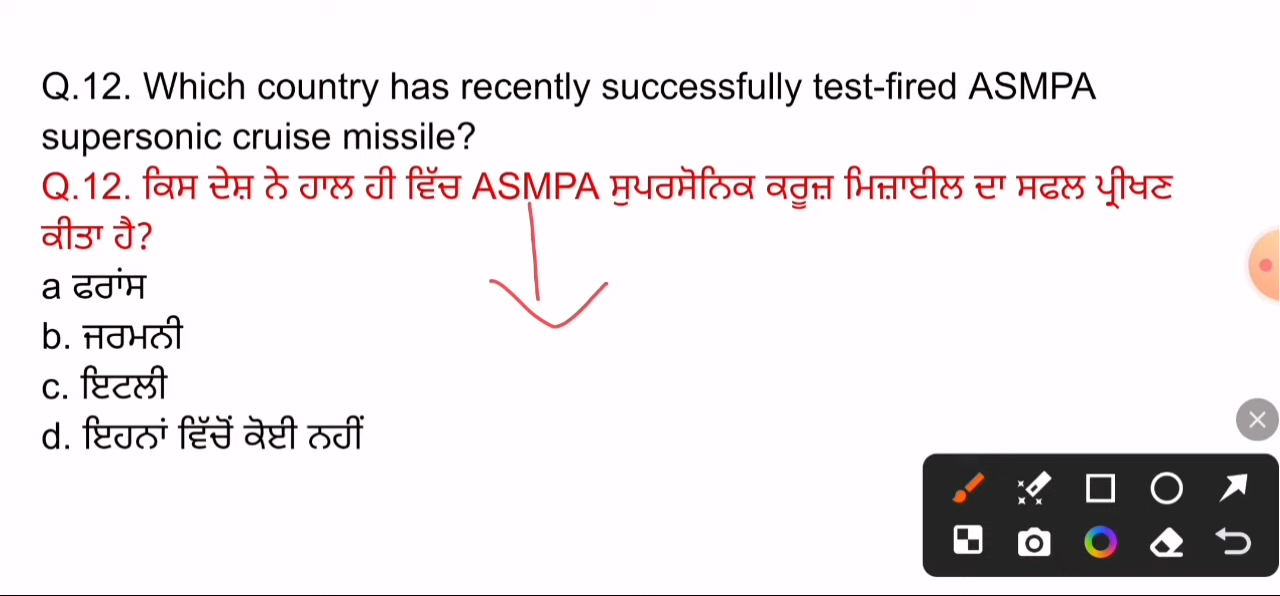 Q.12. Which country has recently successfully test-fired ASMPA
supersonic cruise missile?
Q.12. ਕਿਸ ਦੇਸ਼ ਨੇ ਹਾਲ ਹੀ ਵਿੱਚ ASMPA ਸੁਪਰਸੋਨਿਕ ਕਰੂਜ਼ ਮਿਜ਼ਾਈਲ ਦਾ ਸਫਲ ਪ੍ਰੀਖਣ
ਕੀਤਾ ਹੈ?
a ਫਰਾਂਸ
b. ਜਰਮਨੀ
c. ਇਟਲੀ
d. ਇਹਨਾਂ ਵਿੱਚੋਂ ਕੋਈ ਨਹੀਂ